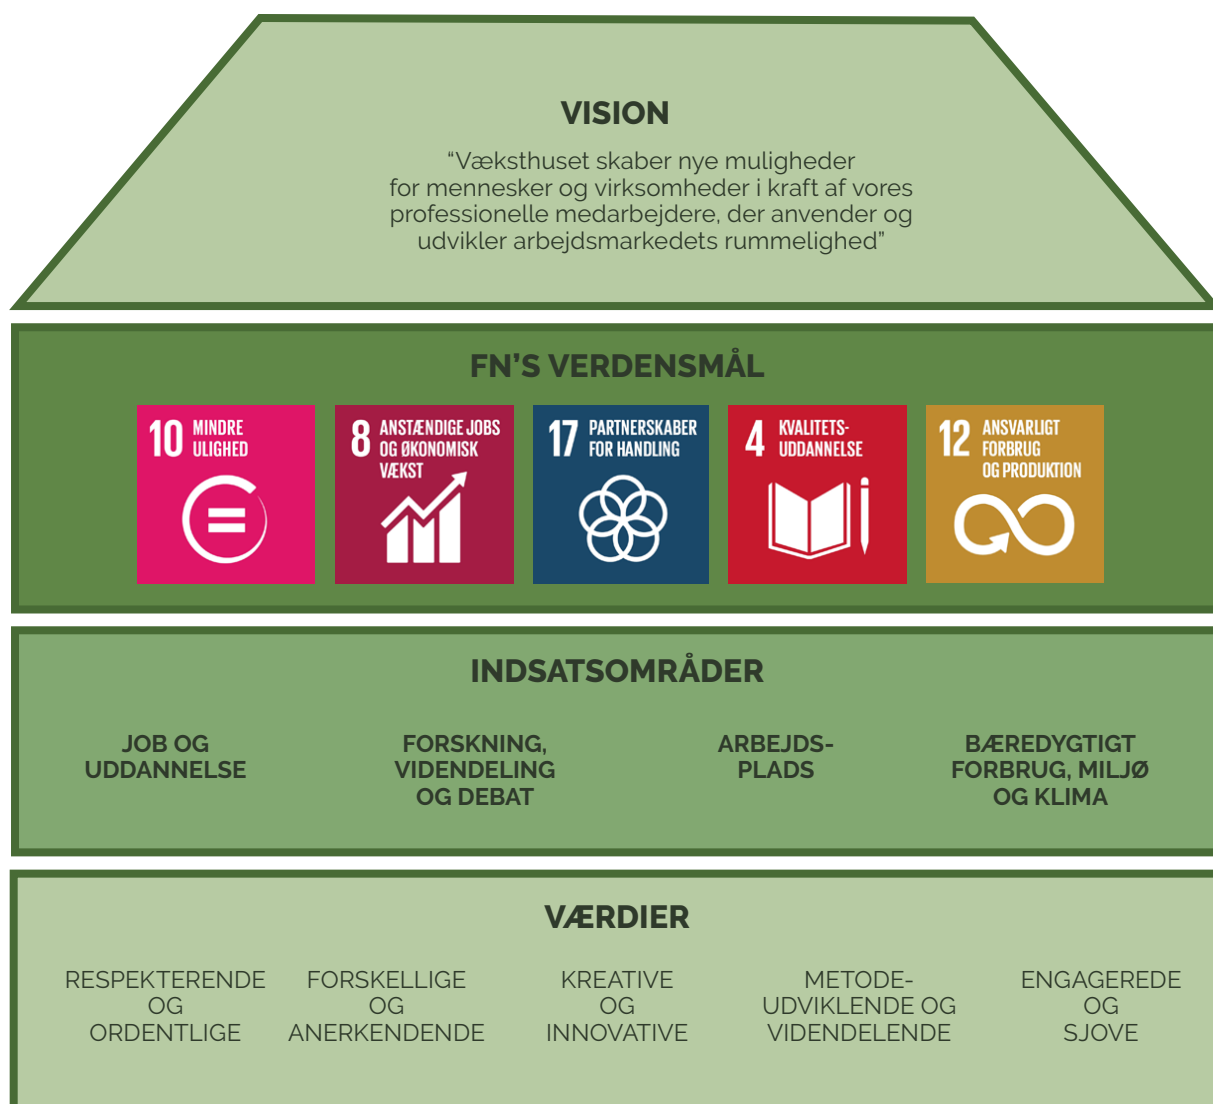 VISION
“Væksthuset skaber nye muligheder
for mennesker og virksomheder i kraft af vores
professionelle medarbejdere, der anvender og
udvikler arbejdsmarkedets rummelighed”
FN’S VERDENSMÅL
10 MINDRE
ULIGHED
8 ANSTÆNDIGE JOBS
OG ØKONOMISK
VÆKST
17 PARTNERSKABER
FOR HANDLING
4 KVALITETS-
UDDANNELSE
12 ANSVARLIGT
FORBRUG
OG PRODUKTION
INDSATSOMRÅDER
JOB OG
UDDANNELSE
FORSKNING,
VIDENDELING
OG DEBAT
ARBEJDS-
PLADS
BÆREDYGTIGT
FORBRUG, MILJØ
OG KLIMA
VÆRDIER
RESPEKTERENDE
OG
ORDENTLIGE
FORSKELLIGE
OG
ANERKENDENDE
KREATIVE
OG
INNOVATIVE
METODE-
UDVIKLENDE OG
VIDENDELENDE
ENGAGEREDE
OG
SJOVE